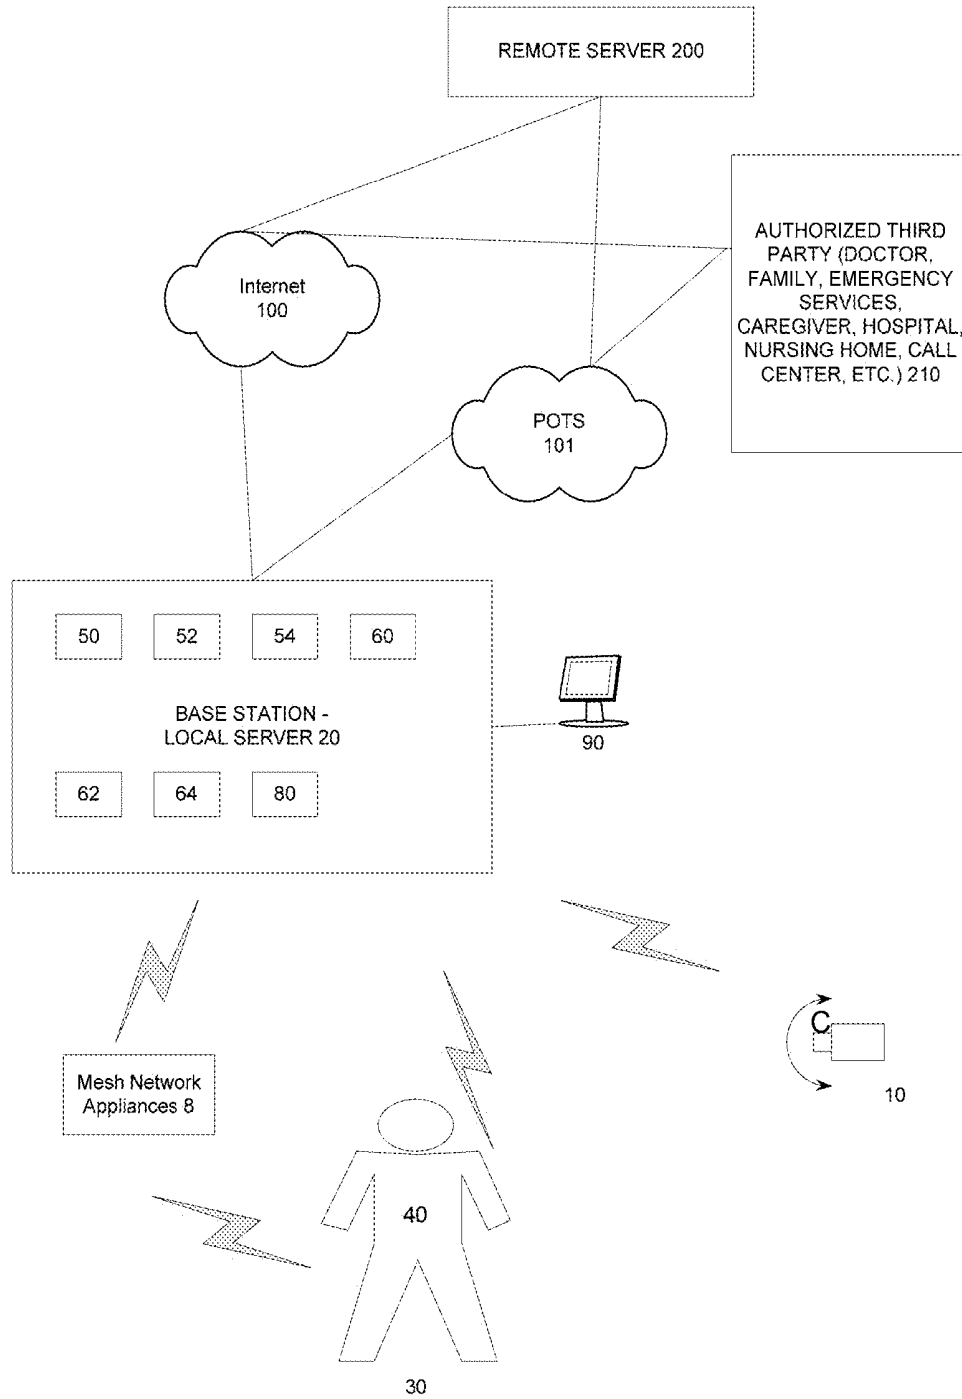 REMOTE SERVER 200
AUTHORIZED THIRD
PARTY (DOCTOR,
FAMILY, EMERGENCY
SERVICES,
CAREGIVER, HOSPITAL,
NURSING HOME, CALL
CENTER, ETC.) 210
Internet
100
POTS
101
50
52
54
60
BASE STATION -
LOCAL SERVER 20
90
62
64
80
C
10
Mesh Network
Appliances 8
40
30